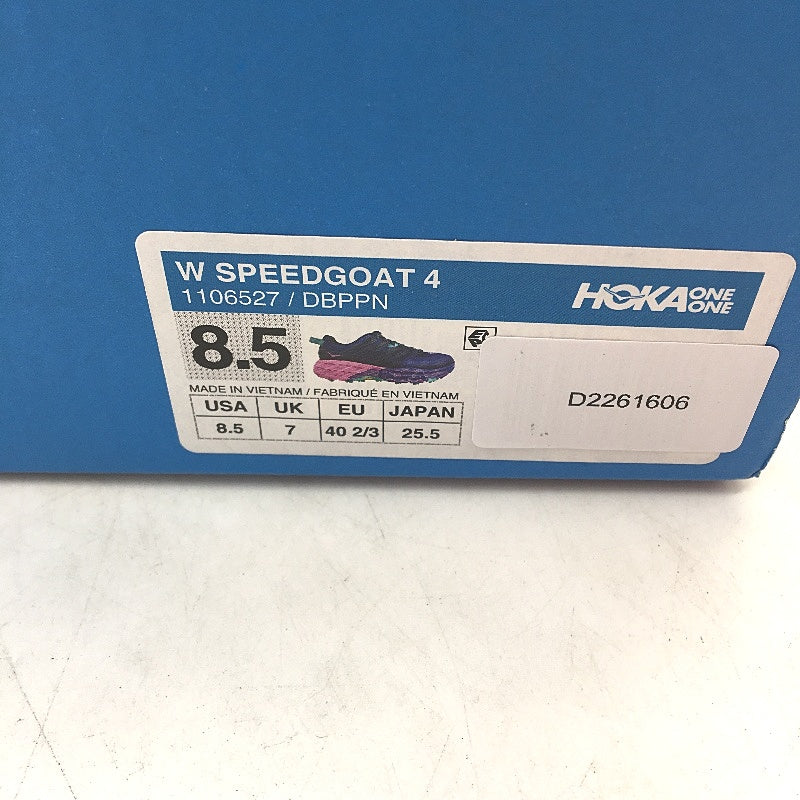 W SPEEDGOAT 4
1106527 / DBPPN
HOKA ONE ONE
8.5
MADE IN VIETNAM / FABRIQUÉ EN VIETNAM
USA UK EU JAPAN
8.5 7 40 2/3 25.5
D2261606